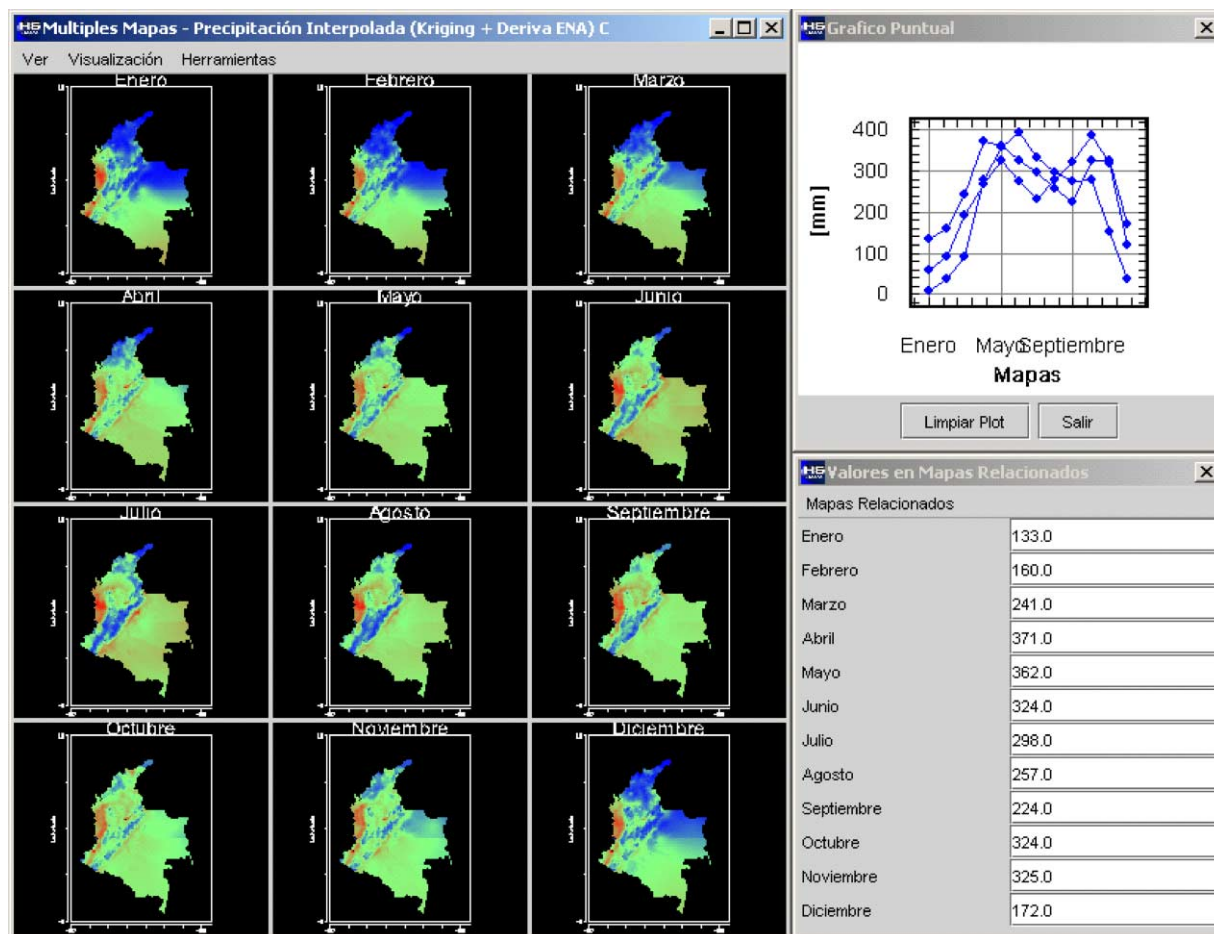 Multiples Mapas - Precipitación Interpolada (Kriging + Deriva ENA) C
Ver Visualización Herramientas
Enero Febrero Marzo
Abril Mayo Junio
Julio Agosto Septiembre
Octubre Noviembre Diciembre
Grafico Puntual
400
300
200
100
0
[mm]
Enero Mayo Septiembre
Mapas
Limpiar Plot Salir
Valores en Mapas Relacionados
Mapas Relacionados
Enero 133.0
Febrero 160.0
Marzo 241.0
Abril 371.0
Mayo 362.0
Junio 324.0
Julio 298.0
Agosto 257.0
Septiembre 224.0
Octubre 324.0
Noviembre 325.0
Diciembre 172.0